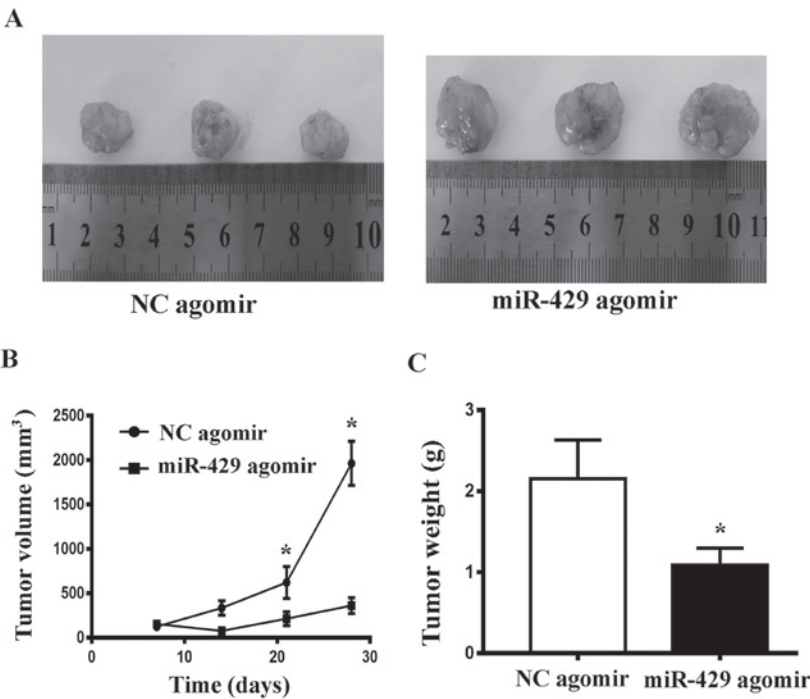 A
mm
1 2 3 4 5 6 7 8 9 10
mm
2 3 4 5 6 7 8 9 10 11
NC agomir
miR-429 agomir
B
Tumor volume (mm³)
2500
2000
1500
1000
500
0
NC agomir
miR-429 agomir
*
*
0 10 20 30
Time (days)
C
Tumor weight (g)
3
2
1
0
*
NC agomir miR-429 agomir